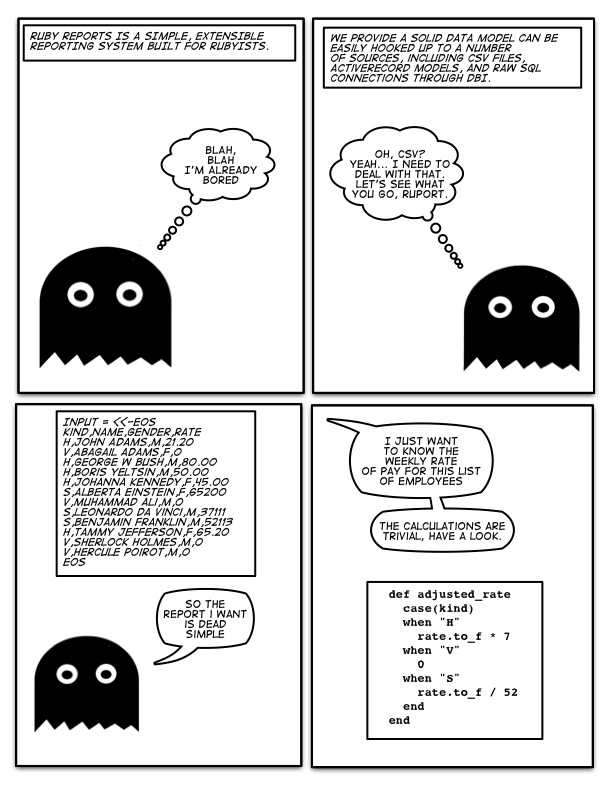 RUBY REPORTS IS A SIMPLE, EXTENSIBLE
REPORTING SYSTEM BUILT FOR RUBYISTS.
BLAH,
BLAH
I'M ALREADY
BORED
WE PROVIDE A SOLID DATA MODEL CAN BE
EASILY HOOKED UP TO A NUMBER
OF SOURCES, INCLUDING CSV FILES,
ACTIVERECORD MODELS, AND RAW SQL
CONNECTIONS THROUGH DBI.
OH, CSV?
YEAH... I NEED TO
DEAL WITH THAT.
LET'S SEE WHAT
YOU GO, RUPORT.
INPUT = <<-EOS
KIND,NAME,GENDER,RATE
H,JOHN ADAMS,M,21.20
V,ABAGAIL ADAMS,F,0
H,GEORGE W BUSH,M,80.00
H,BORIS YELTSIN,M,50.00
H,JOHANNA KENNEDY,F,45.00
S,ALBERTA EINSTEIN,F,65200
V,MUHAMMAD ALI,M,0
S,LEONARDO DA VINCI,M,37111
S,BENJAMIN FRANKLIN,M,52113
H,TAMMY JEFFERSON,F,65.20
V,SHERLOCK HOLMES,M,0
V,HERCULE POIROT,M,0
EOS
SO THE
REPORT I WANT
IS DEAD
SIMPLE
I JUST WANT
TO KNOW THE
WEEKLY RATE
OF PAY FOR THIS LIST
OF EMPLOYEES
THE CALCULATIONS ARE
TRIVIAL, HAVE A LOOK.
def adjusted_rate
case(kind)
when "H"
rate.to_f * 7
when "V"
0
when "S"
rate.to_f / 52
end
end